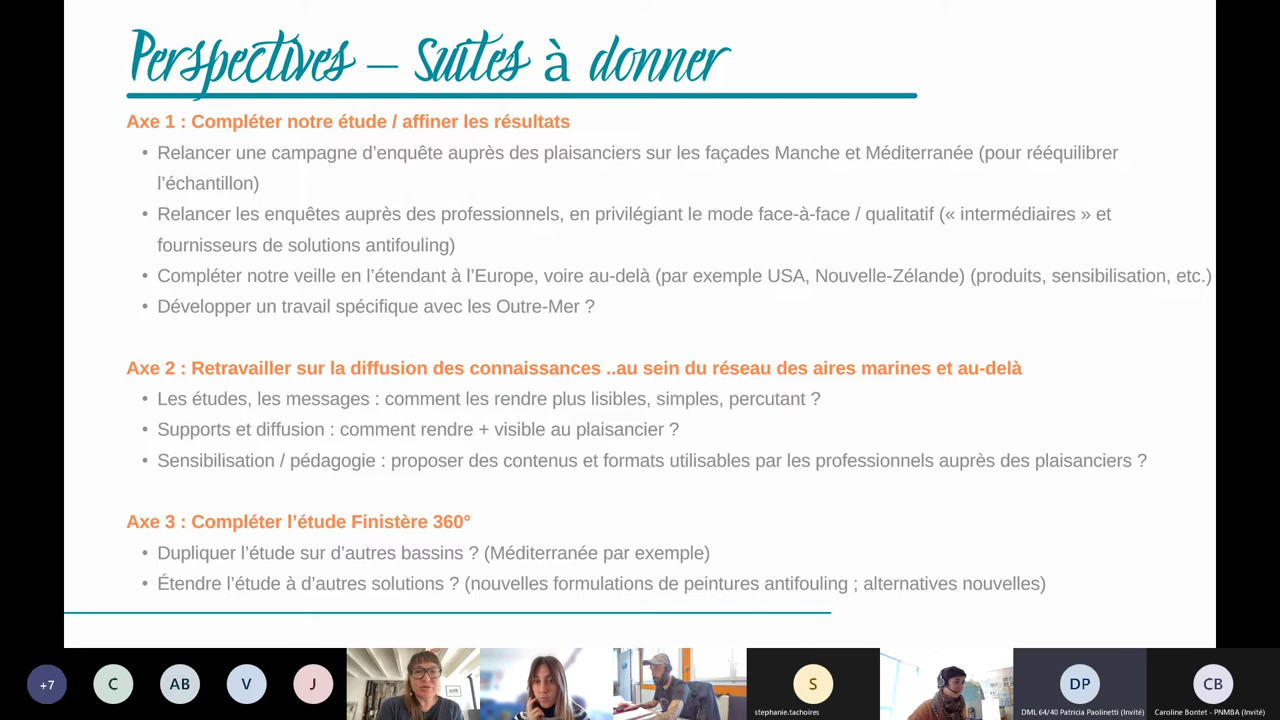 Perspectives – Suites à donner
Axe 1 : Compléter notre étude / affiner les résultats
• Relancer une campagne d’enquête auprès des plaisanciers sur les façades Manche et Méditerranée (pour rééquilibrer
l’échantillon)
• Relancer les enquêtes auprès des professionnels, en privilégiant le mode face-à-face / qualitatif (« intermédiaires » et
fournisseurs de solutions antifouling)
• Compléter notre veille en l’étendant à l’Europe, voire au-delà (par exemple USA, Nouvelle-Zélande) (produits, sensibilisation, etc.)
• Développer un travail spécifique avec les Outre-Mer ?
Axe 2 : Retravailler sur la diffusion des connaissances ..au sein du réseau des aires marines et au-delà
• Les études, les messages : comment les rendre plus lisibles, simples, percutant ?
• Supports et diffusion : comment rendre + visible au plaisancier ?
• Sensibilisation / pédagogie : proposer des contenus et formats utilisables par les professionnels auprès des plaisanciers ?
Axe 3 : Compléter l’étude Finistère 360°
• Dupliquer l’étude sur d’autres bassins ? (Méditerranée par exemple)
• Étendre l’étude à d’autres solutions ? (nouvelles formulations de peintures antifouling ; alternatives nouvelles)
+7 C AB V J S DP CB
stephanie.tachoires
DML 64/40 Patricia Paolinetti (Invité)
Caroline Bontet - PNMBA (Invité)